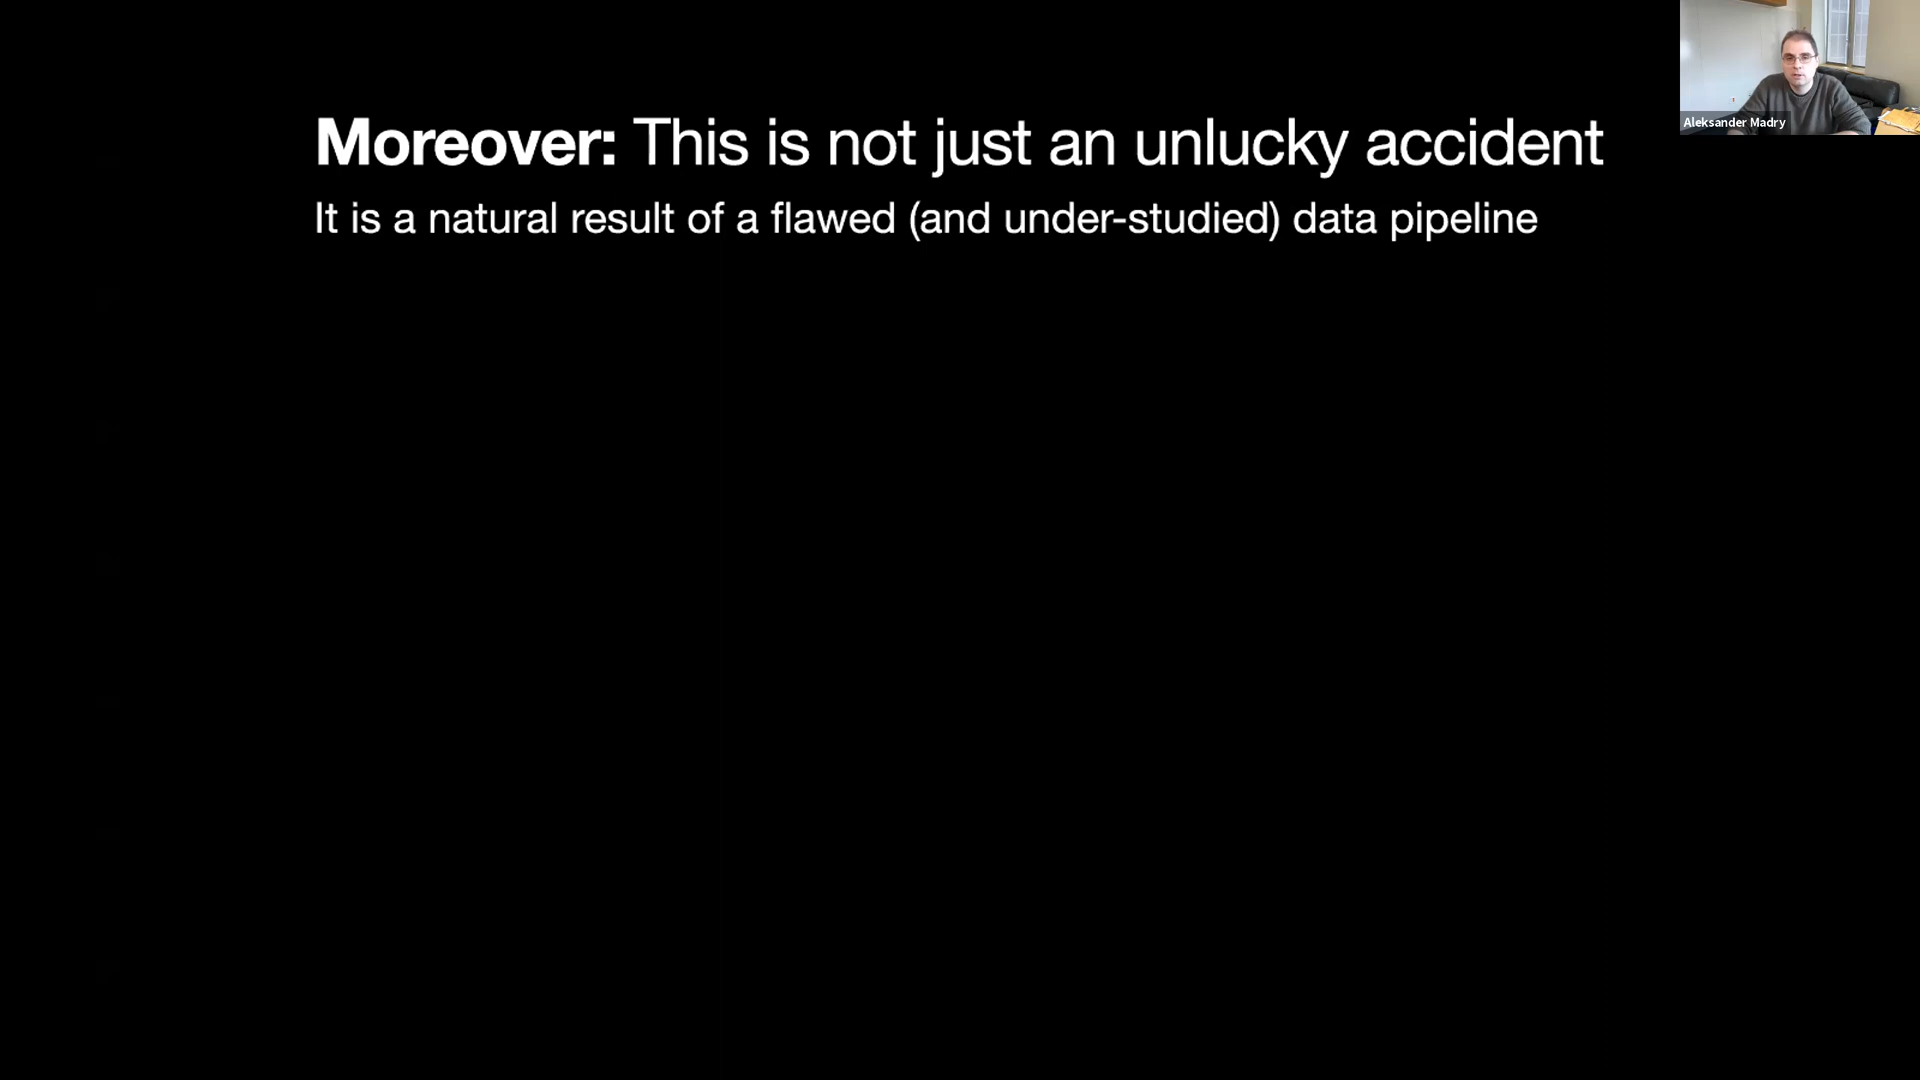 Moreover: This is not just an unlucky accident
It is a natural result of a flawed (and under-studied) data pipeline
Aleksander Madry